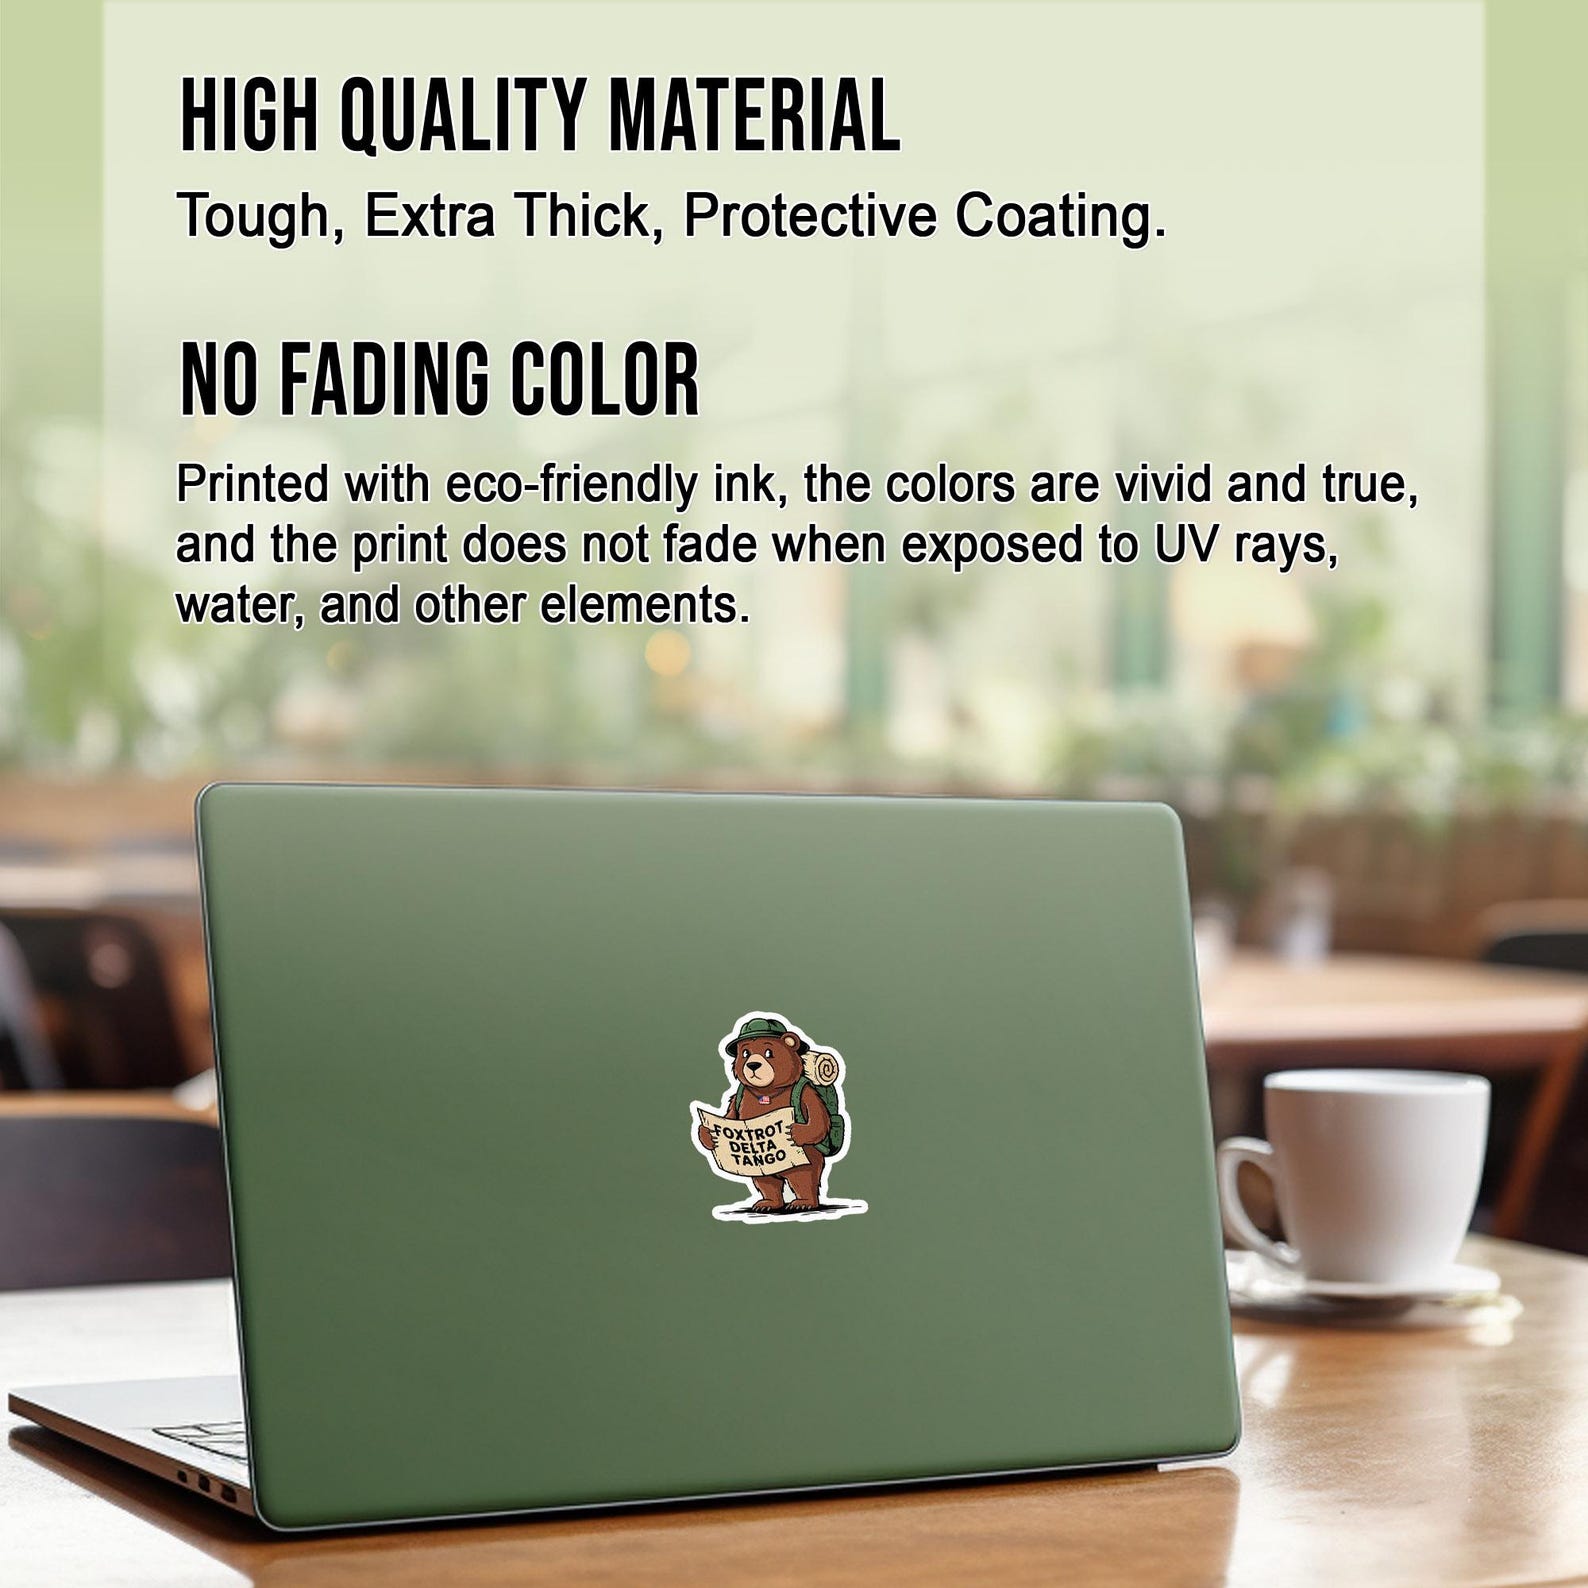 HIGH QUALITY MATERIAL
Tough, Extra Thick, Protective Coating.
NO FADING COLOR
Printed with eco-friendly ink, the colors are vivid and true,
and the print does not fade when exposed to UV rays,
water, and other elements.
FOXTROT
DELTA
TANGO